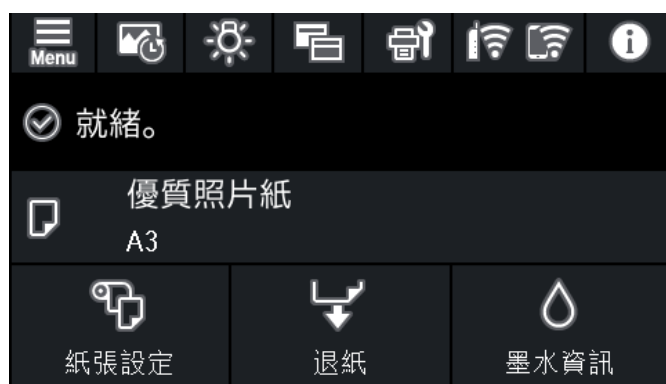 Menu
就緒。
優質照片紙
A3
紙張設定
退紙
墨水資訊